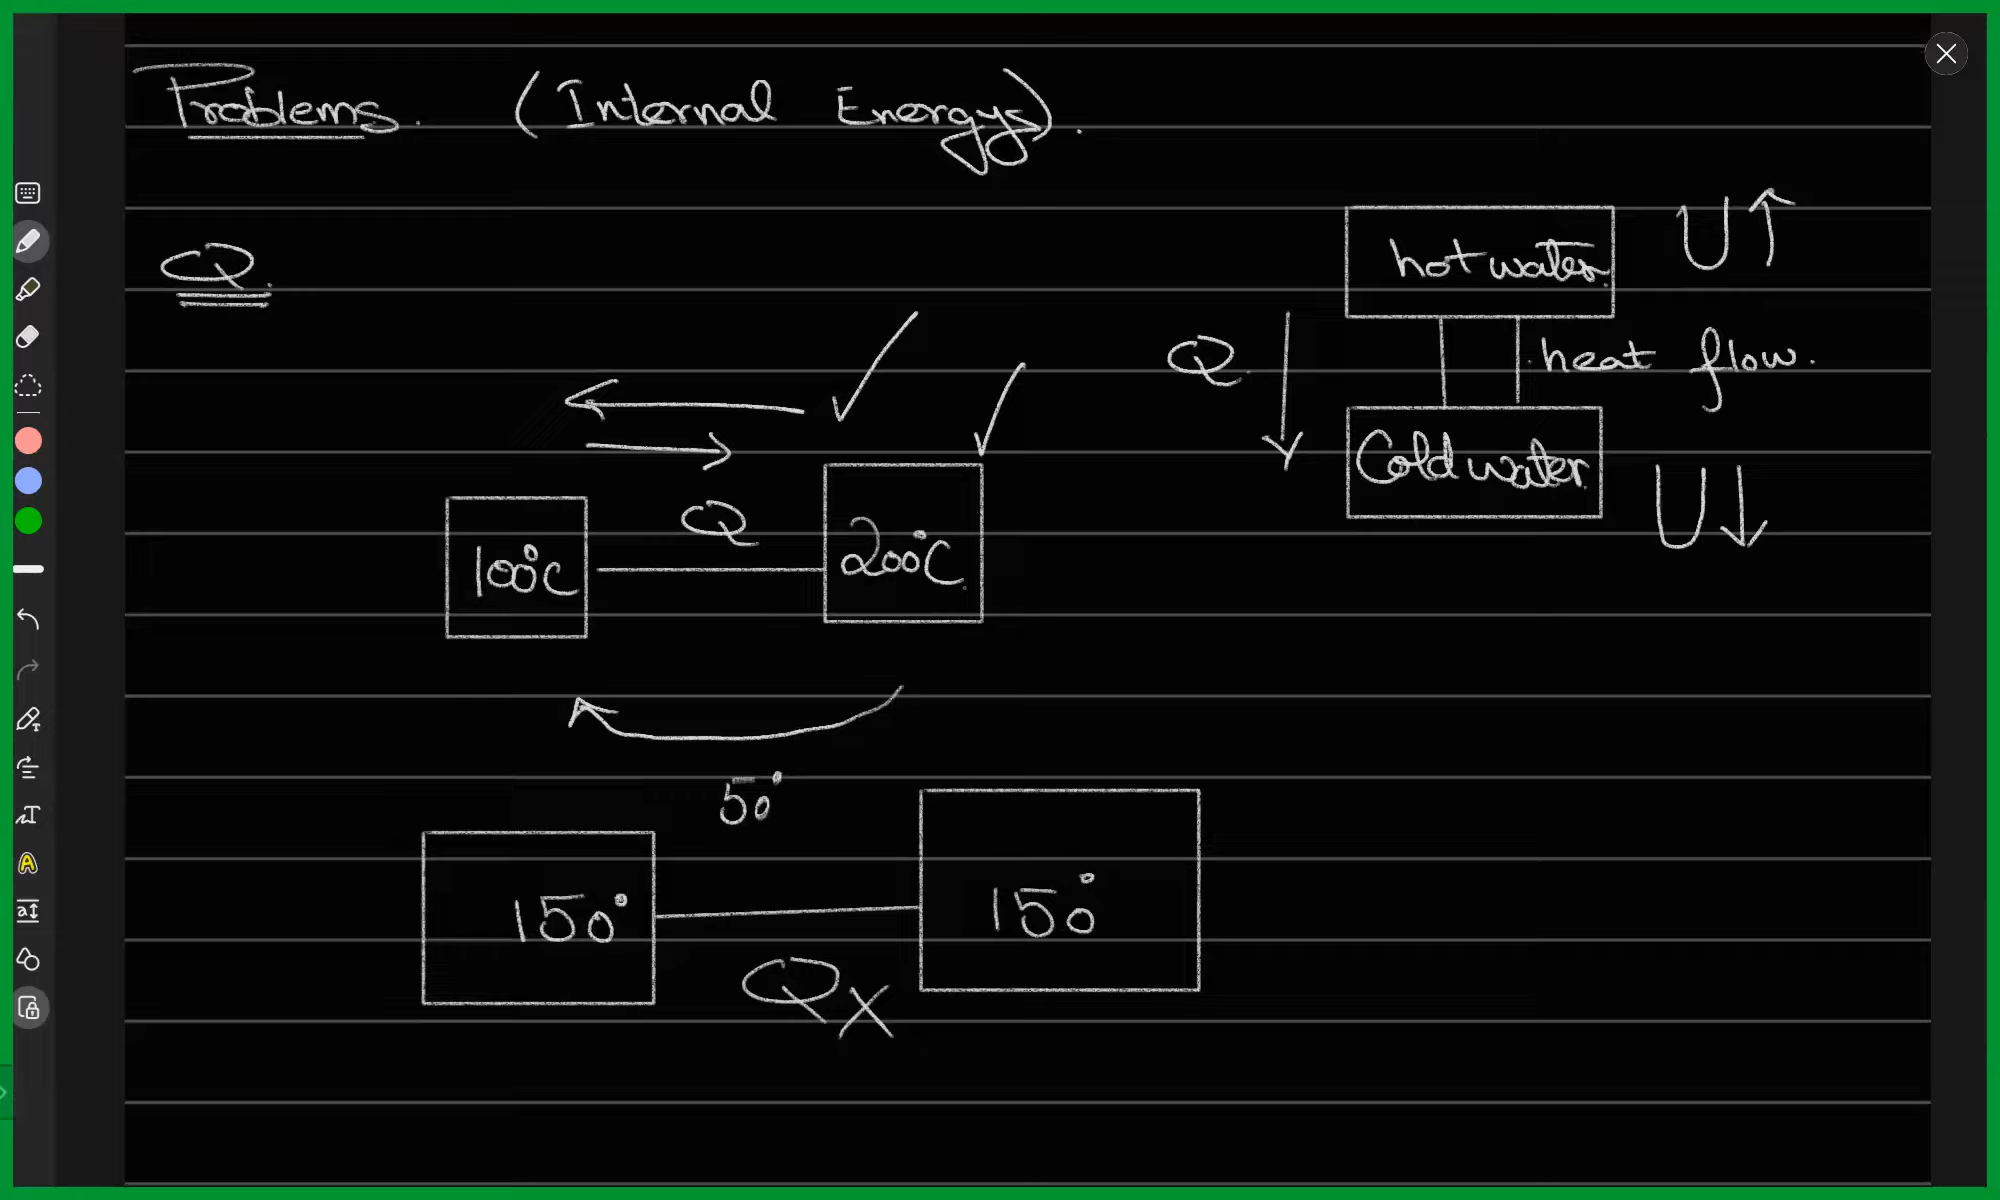 Problems. (Internal Energy).
Q.
hot water. U↑
Q. heat flow.
Cold water. U↓
100°C Q 200°C.
50°
150° 150°
Q X